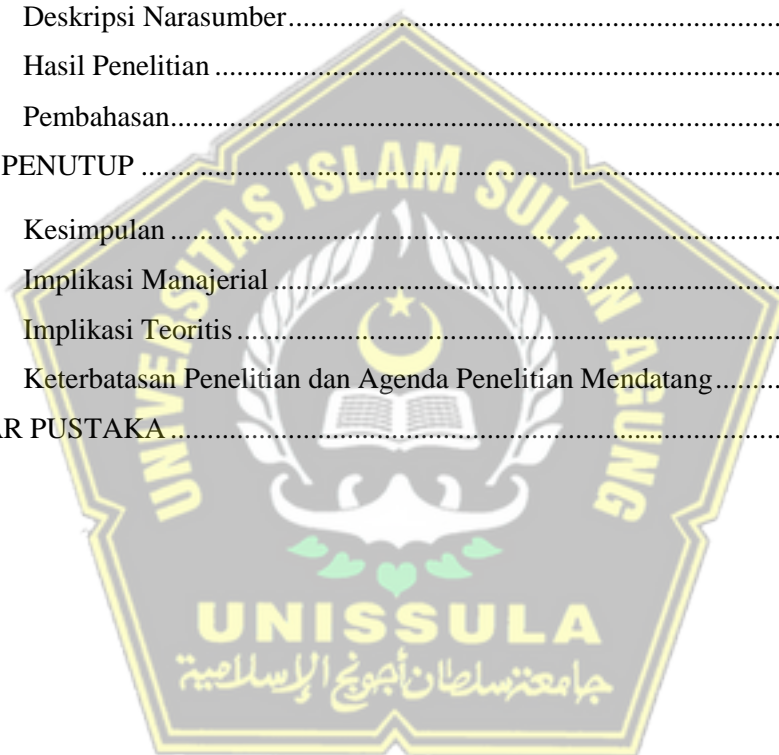 Deskripsi Narasumber..............................................................................
Hasil Penelitian..............................................................................
Pembahasan..............................................................................
PENUTUP..............................................................................
Kesimpulan..............................................................................
Implikasi Manajerial..............................................................................
Implikasi Teoritis..............................................................................
Keterbatasan Penelitian dan Agenda Penelitian Mendatang.........
AR PUSTAKA..............................................................................
UNIVERSITAS ISLAM SULTAN AGUNG
UNISSULA
جامعة سلطان أجونج الإسلامية